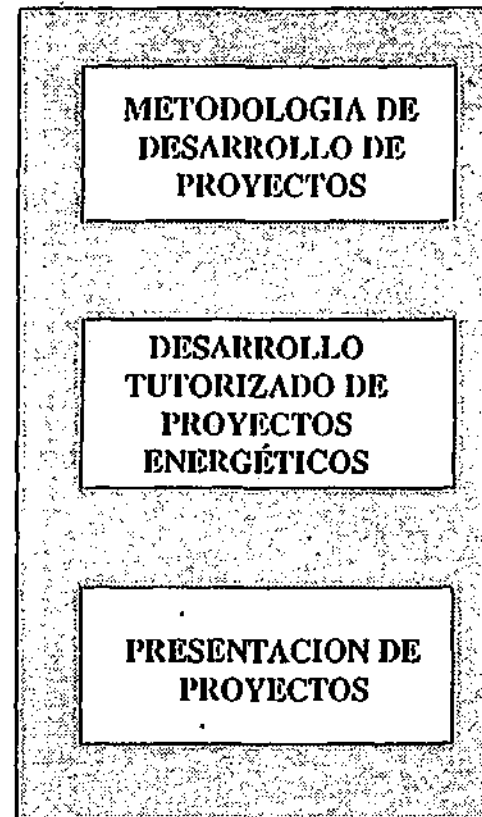 METODOLOGIA DE
DESARROLLO DE
PROYECTOS
DESARROLLO
TUTORIZADO DE
PROYECTOS
ENERGÉTICOS
PRESENTACION DE
PROYECTOS